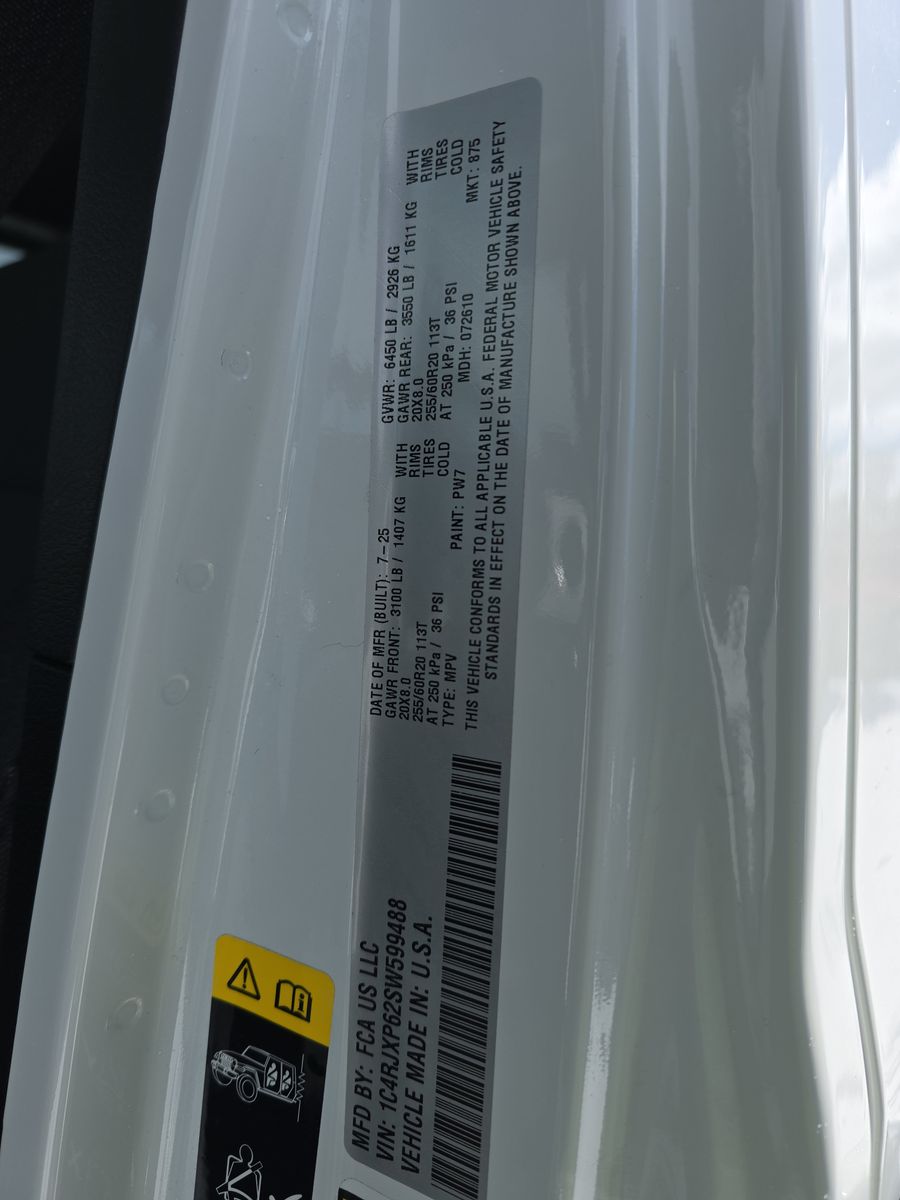 MFD BY: FCA US LLC
VIN: 1C4RJXP62SW599488
VEHICLE MADE IN: U.S.A.
DATE OF MFR (BUILT): 7-25 GVWR: 6450 LB / 2926 KG
GAWR FRONT: 3100 LB / 1407 KG WITH GAWR REAR: 3550 LB / 1611 KG WITH
20X8.0 RIMS 20X8.0 RIMS
255/60R20 113T TIRES 255/60R20 113T TIRES
AT 250 kPa / 36 PSI COLD AT 250 kPa / 36 PSI COLD
TYPE: MPV PAINT: PW7 MDH: 072610 MKT: 875
THIS VEHICLE CONFORMS TO ALL APPLICABLE U.S.A. FEDERAL MOTOR VEHICLE SAFETY
STANDARDS IN EFFECT ON THE DATE OF MANUFACTURE SHOWN ABOVE.